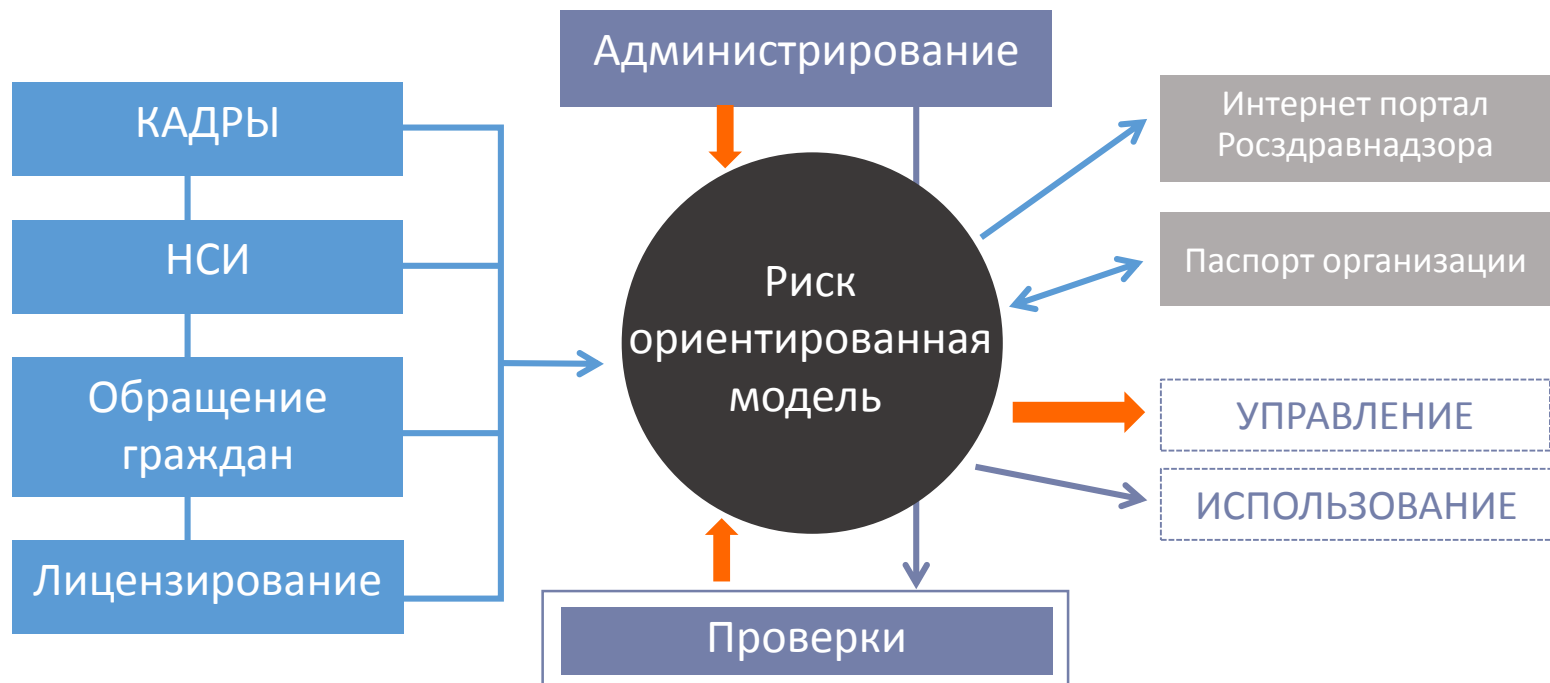 Администрирование
КАДРЫ
НСИ
Обращение
граждан
Лицензирование
Риск
ориентированная
модель
Интернет портал
Росздравнадзора
Паспорт организации
УПРАВЛЕНИЕ
ИСПОЛЬЗОВАНИЕ
Проверки